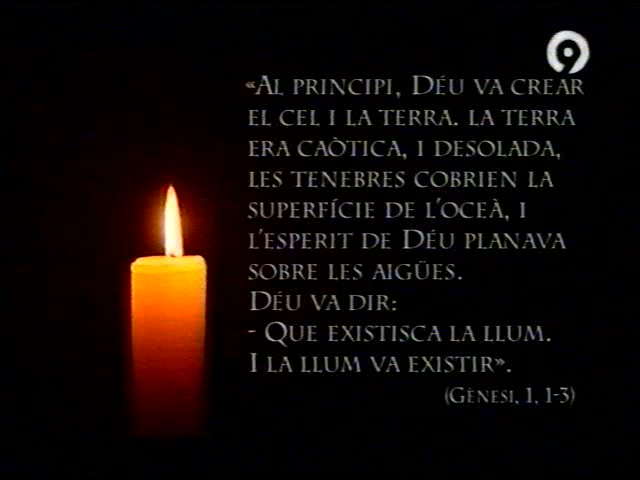 «Al principi, Déu va crear
el cel i la terra. la terra
era caòtica, i desolada,
les tenebres cobrien la
superfície de l'oceà, i
l'esperit de Déu planava
sobre les aigües.
Déu va dir:
- Que existisca la llum.
I la llum va existir».
(Gènesi, 1, 1-3)
9